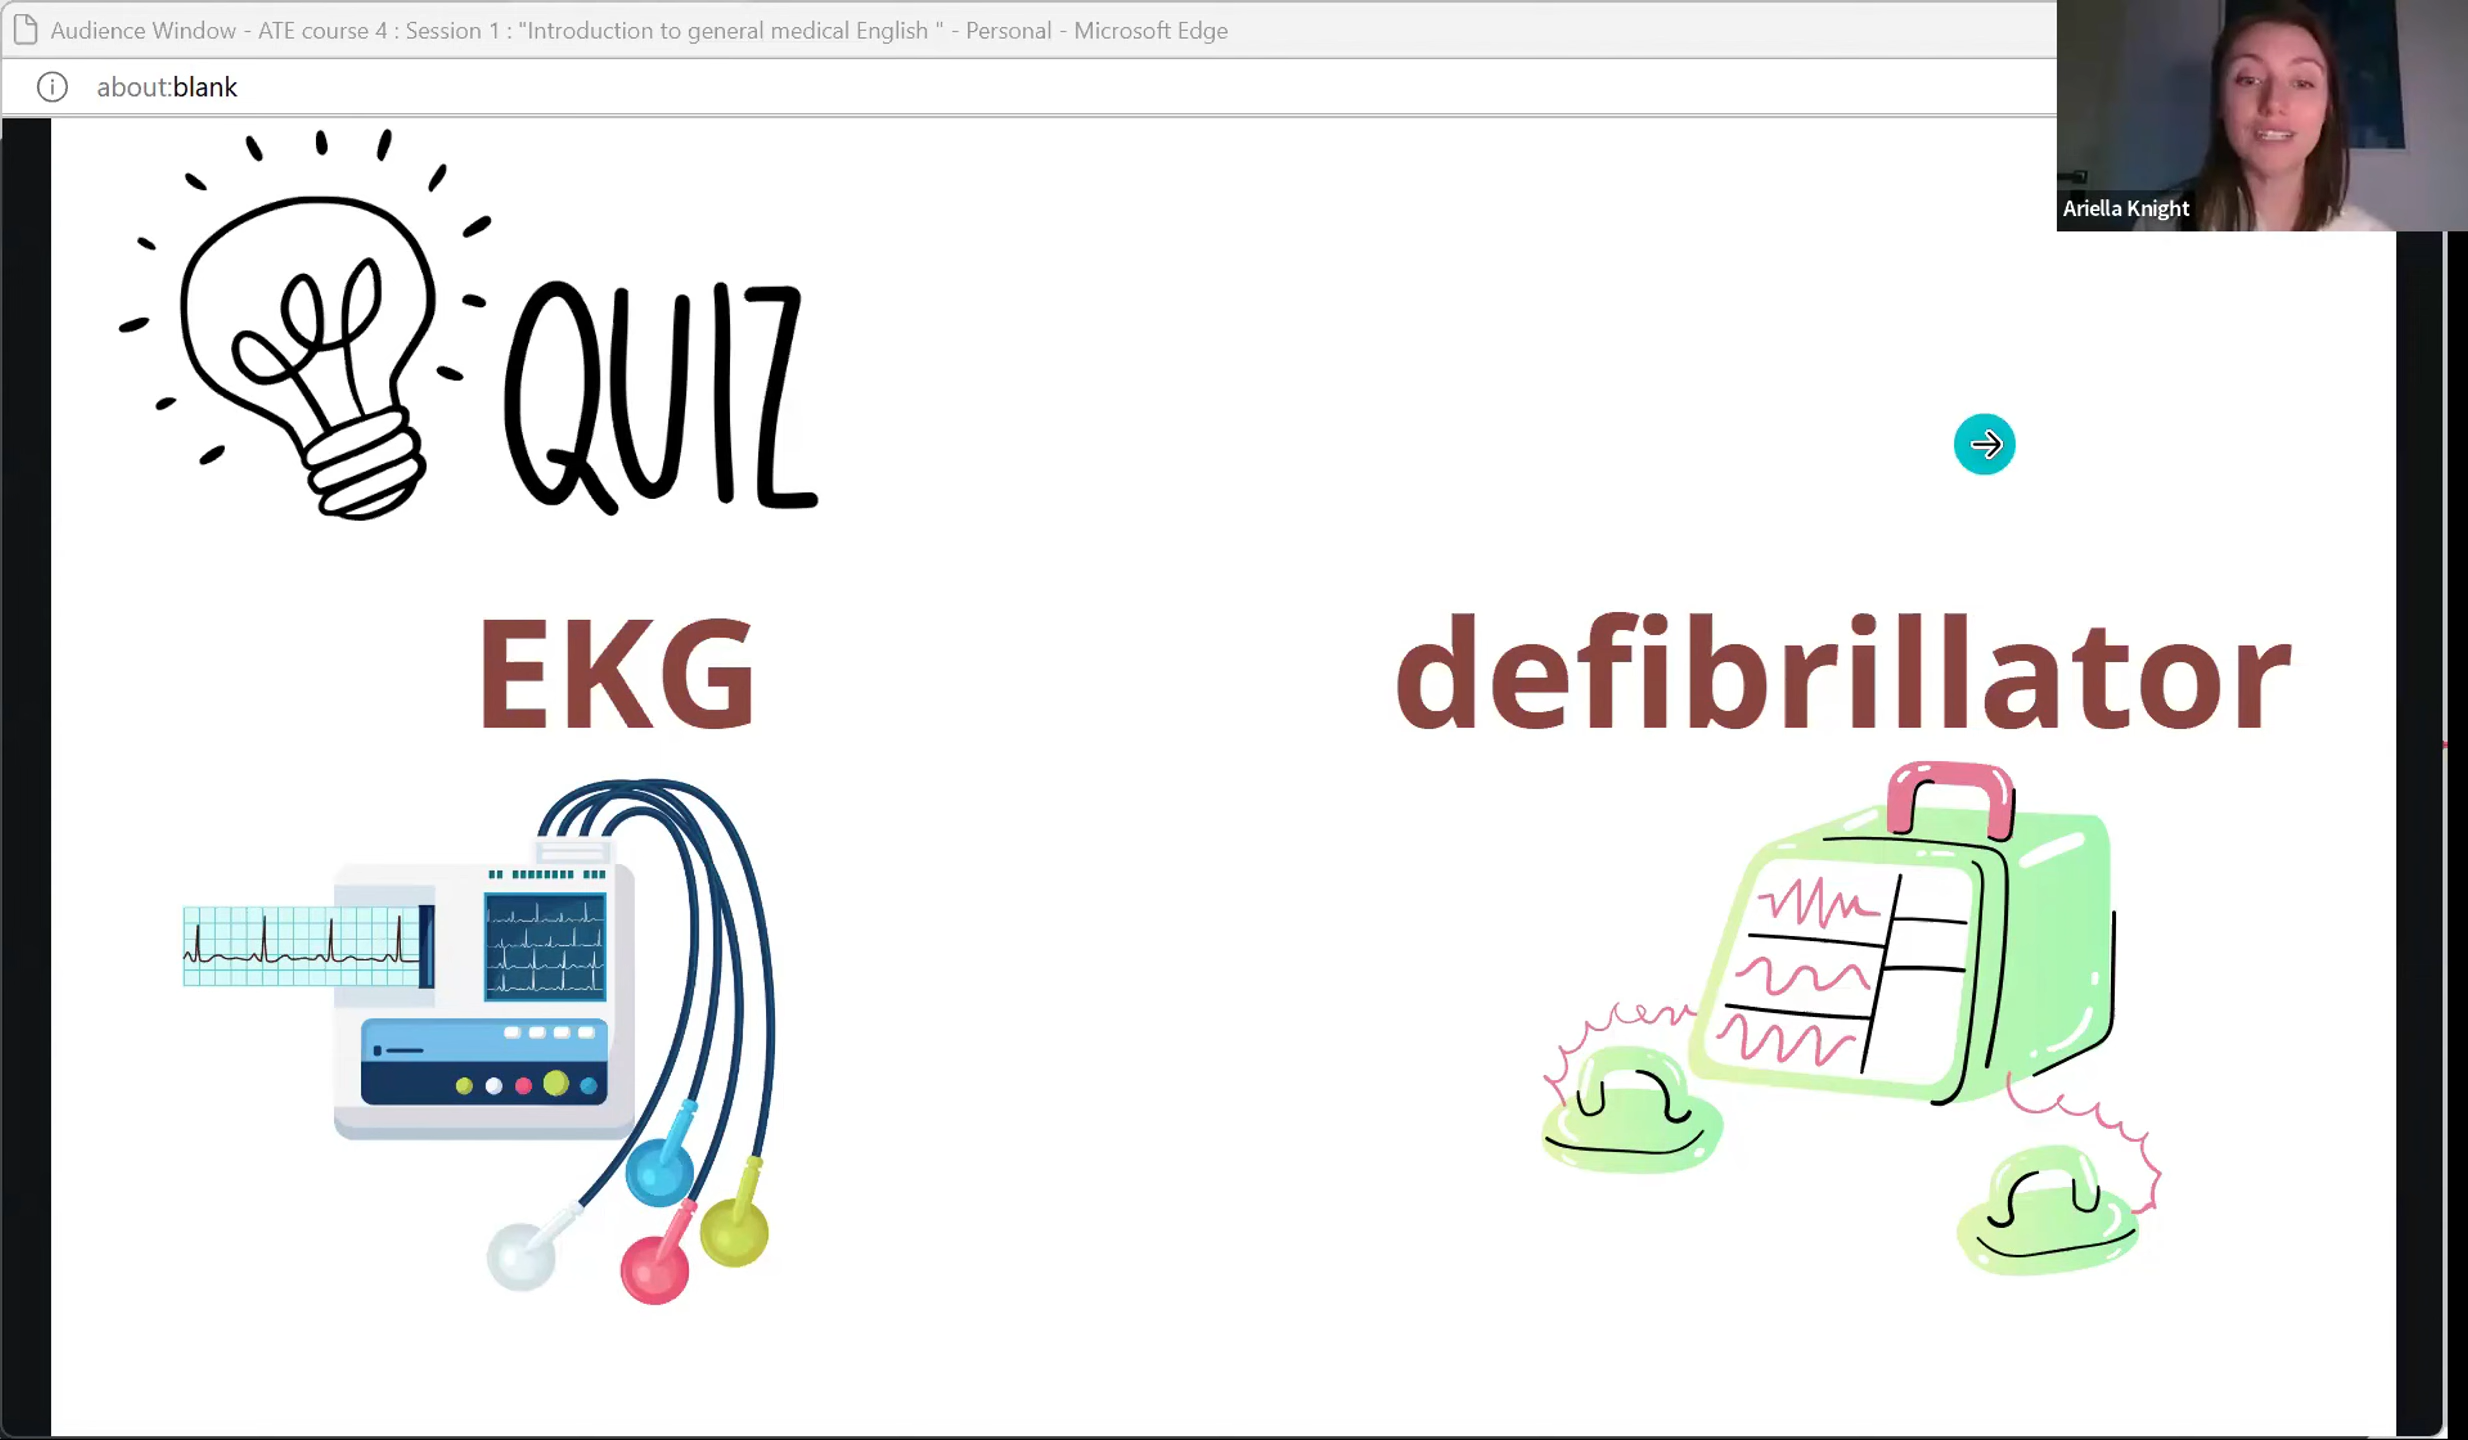 Audience Window - ATE course 4 : Session 1 : "Introduction to general medical English " - Personal - Microsoft Edge
about:blank
Ariella Knight
QUIZ
EKG
defibrillator